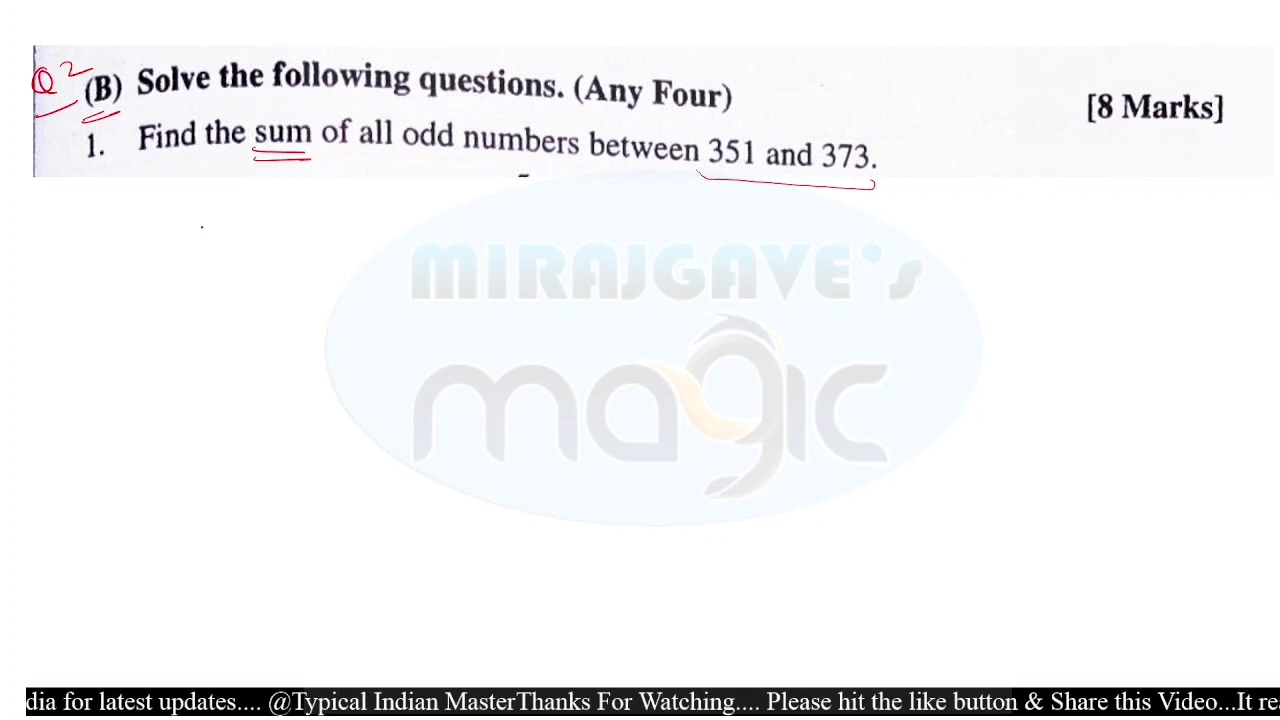 Q 2
(B) Solve the following questions. (Any Four)
[8 Marks]
1. Find the sum of all odd numbers between 351 and 373.
MIRAJGAVE's
magic
dia for latest updates.... @Typical Indian MasterThanks For Watching.... Please hit the like button & Share this Video...It re